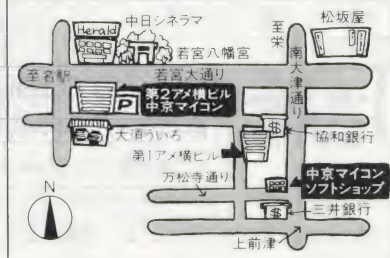 中日シネラマ
Herald
若宮八幡宮
至栄
松坂屋
南大津通り
至名駅
若宮大通り
第2アメ横ビル
中京マイコン
P
大須ういろ
$
協和銀行
第1アメ横ビル
万松寺通り
中京マイコン
ソフトショップ
N
$
三井銀行
上前津